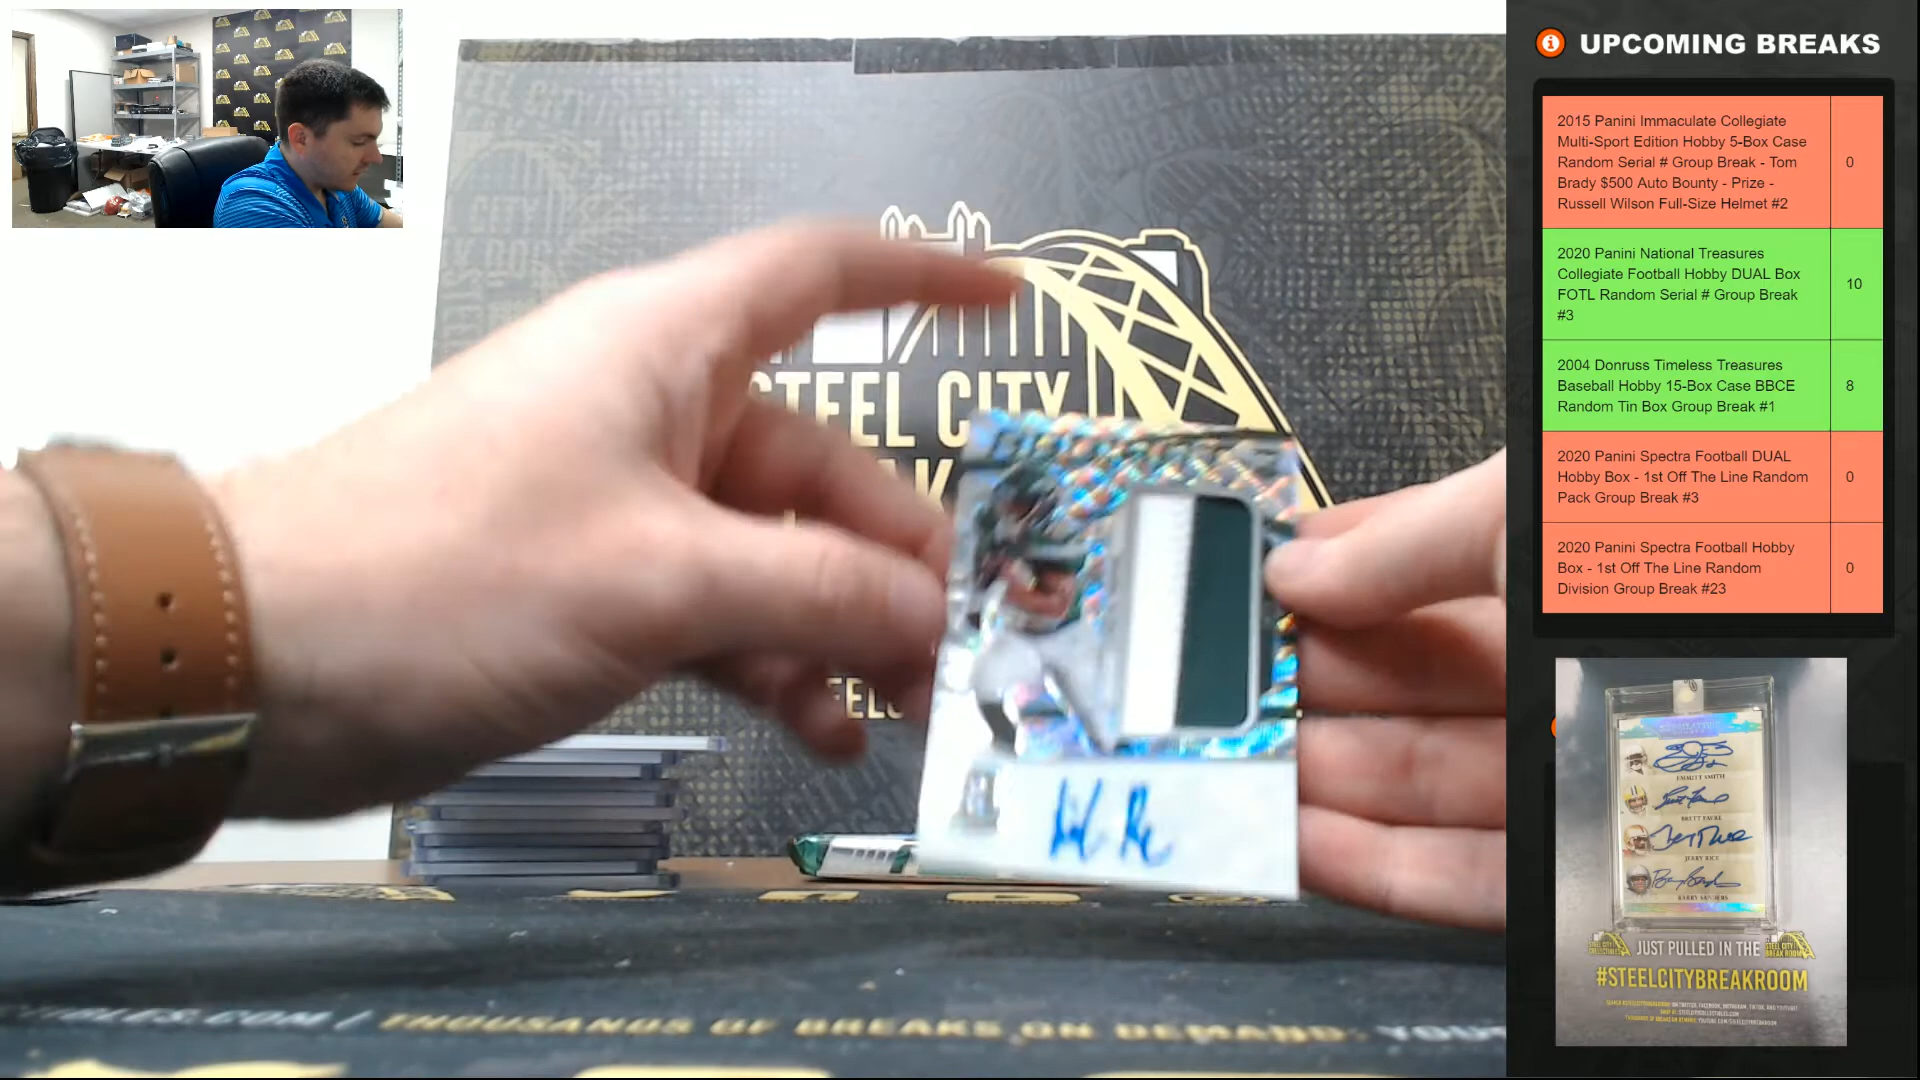 UPCOMING BREAKS
2015 Panini Immaculate Collegiate
Multi-Sport Edition Hobby 5-Box Case
Random Serial # Group Break - Tom
Brady $500 Auto Bounty - Prize -
Russell Wilson Full-Size Helmet #2
0
2020 Panini National Treasures
Collegiate Football Hobby DUAL Box
FOTL Random Serial # Group Break
#3
10
2004 Donruss Timeless Treasures
Baseball Hobby 15-Box Case BBCE
Random Tin Box Group Break #1
8
2020 Panini Spectra Football DUAL
Hobby Box - 1st Off The Line Random
Pack Group Break #3
0
2020 Panini Spectra Football Hobby
Box - 1st Off The Line Random
Division Group Break #23
0
STEEL CITY
EMMITT SMITH
BRETT FAVRE
JERRY RICE
BARRY SANDERS
JUST PULLED IN THE
#STEELCITYBREAKROOM
THOUSANDS OF BREAKS ON DEMAND